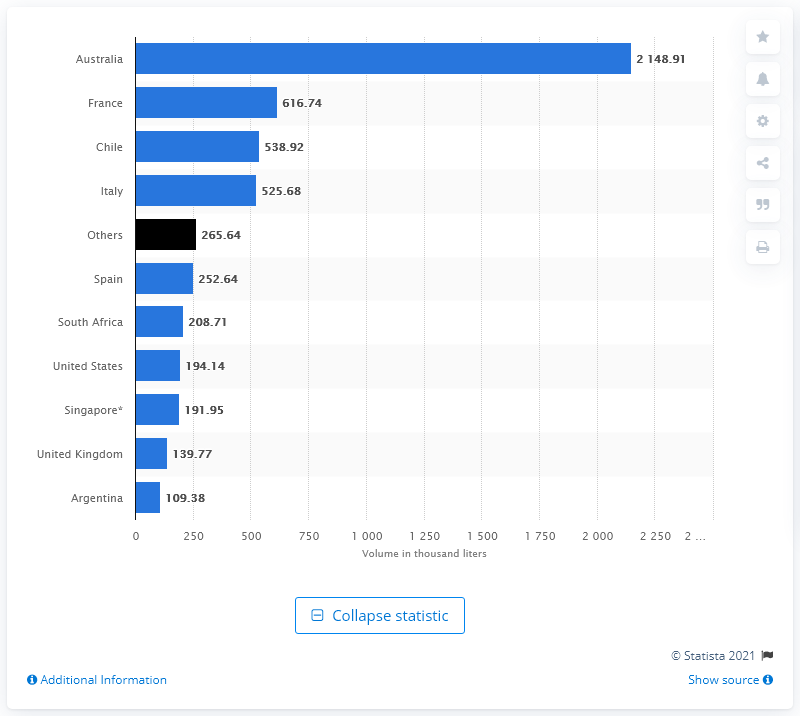 Australia 2 148.91
France 616.74
Chile 538.92
Italy 525.68
Others 265.64
Spain 252.64
South Africa 208.71
United States 194.14
Singapore* 191.95
United Kingdom 139.77
Argentina 109.38
0 250 500 750 1 000 1 250 1 500 1 750 2 000 2 250 2 ...
Volume in thousand liters
Collapse statistic
© Statista 2021
Additional Information Show source